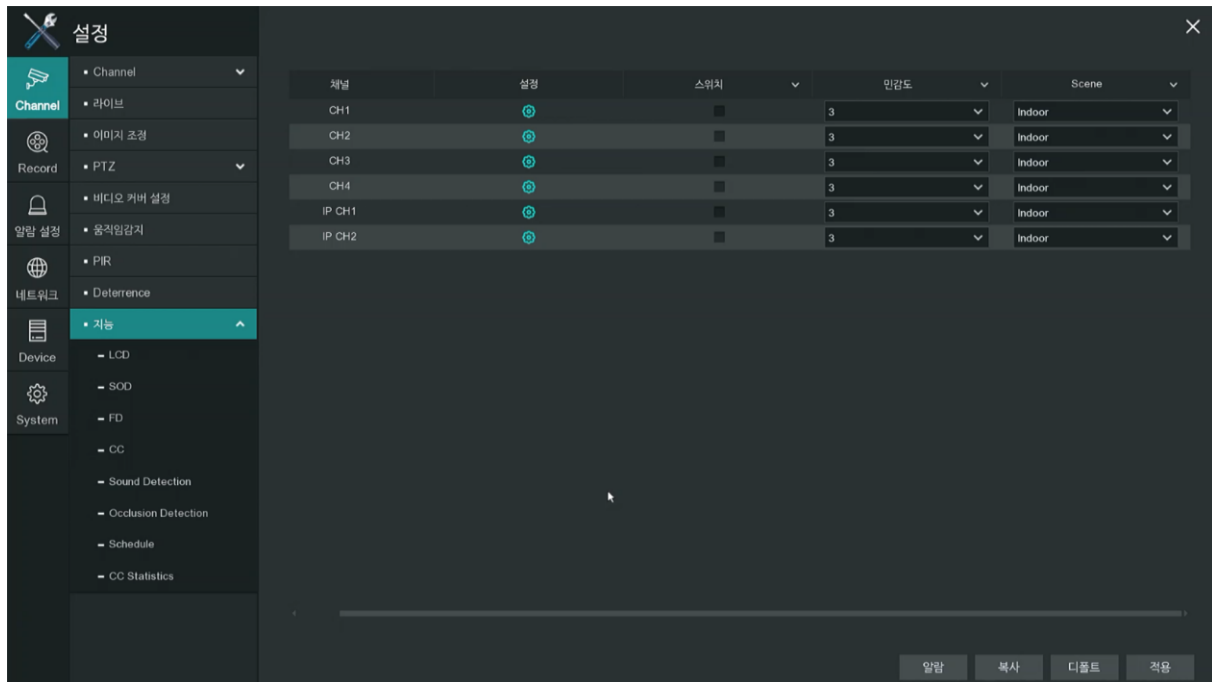 설정
Channel
Record
알람 설정
네트워크
Device
System
Channel
라이브
이미지 조정
PTZ
비디오 커버 설정
움직임감지
PIR
Deterrence
지능
LCD
SOD
FD
CC
Sound Detection
Occlusion Detection
Schedule
CC Statistics
채널 설정 스위치 민감도 Scene
CH1 3 Indoor
CH2 3 Indoor
CH3 3 Indoor
CH4 3 Indoor
IP CH1 3 Indoor
IP CH2 3 Indoor
알람 복사 디폴트 적용